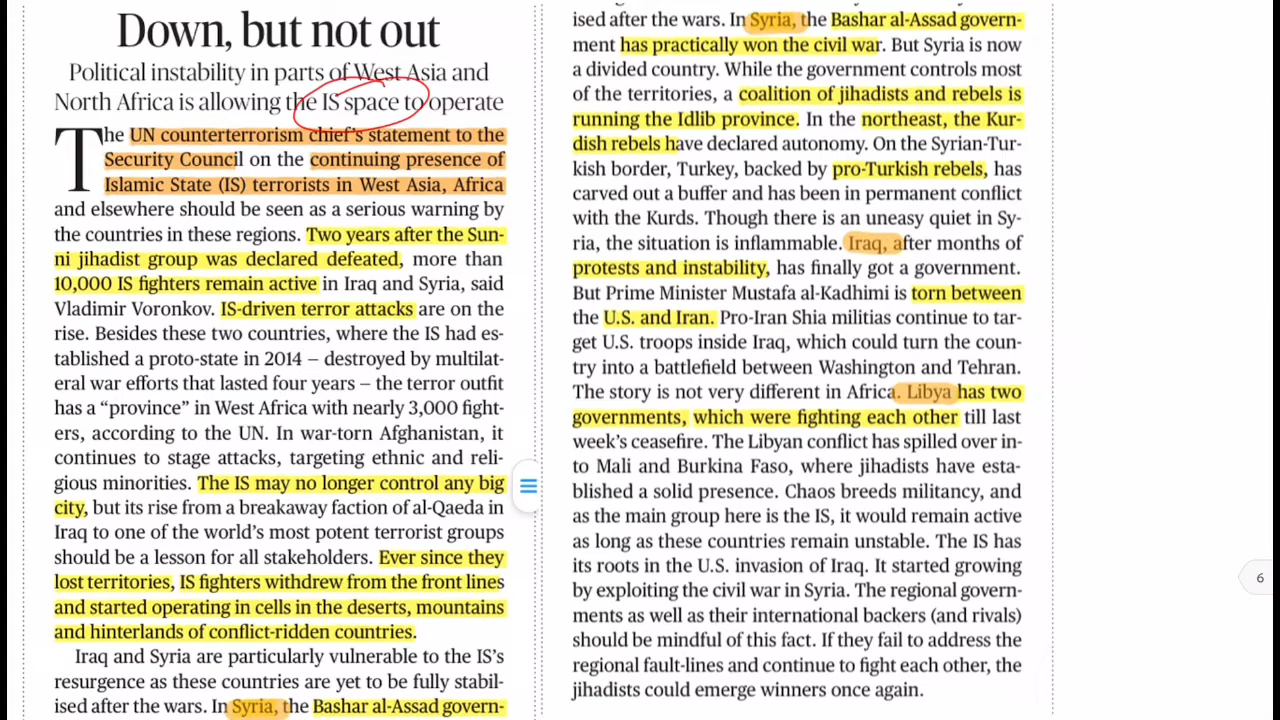 Down, but not out
Political instability in parts of West Asia and
North Africa is allowing the IS space to operate
The UN counterterrorism chief's statement to the
Security Council on the continuing presence of
Islamic State (IS) terrorists in West Asia, Africa
and elsewhere should be seen as a serious warning by
the countries in these regions. Two years after the Sun-
ni jihadist group was declared defeated, more than
10,000 IS fighters remain active in Iraq and Syria, said
Vladimir Voronkov. IS-driven terror attacks are on the
rise. Besides these two countries, where the IS had es-
tablished a proto-state in 2014 – destroyed by multilat-
eral war efforts that lasted four years – the terror outfit
has a “province” in West Africa with nearly 3,000 fight-
ers, according to the UN. In war-torn Afghanistan, it
continues to stage attacks, targeting ethnic and reli-
gious minorities. The IS may no longer control any big
city, but its rise from a breakaway faction of al-Qaeda in
Iraq to one of the world's most potent terrorist groups
should be a lesson for all stakeholders. Ever since they
lost territories, IS fighters withdrew from the front lines
and started operating in cells in the deserts, mountains
and hinterlands of conflict-ridden countries.
Iraq and Syria are particularly vulnerable to the IS's
resurgence as these countries are yet to be fully stabil-
ised after the wars. In Syria, the Bashar al-Assad govern-
ised after the wars. In Syria, the Bashar al-Assad govern-
ment has practically won the civil war. But Syria is now
a divided country. While the government controls most
of the territories, a coalition of jihadists and rebels is
running the Idlib province. In the northeast, the Kur-
dish rebels have declared autonomy. On the Syrian-Tur-
kish border, Turkey, backed by pro-Turkish rebels, has
carved out a buffer and has been in permanent conflict
with the Kurds. Though there is an uneasy quiet in Sy-
ria, the situation is inflammable. Iraq, after months of
protests and instability, has finally got a government.
But Prime Minister Mustafa al-Kadhimi is torn between
the U.S. and Iran. Pro-Iran Shia militias continue to tar-
get U.S. troops inside Iraq, which could turn the coun-
try into a battlefield between Washington and Tehran.
The story is not very different in Africa. Libya has two
governments, which were fighting each other till last
week's ceasefire. The Libyan conflict has spilled over in-
to Mali and Burkina Faso, where jihadists have esta-
blished a solid presence. Chaos breeds militancy, and
as the main group here is the IS, it would remain active
as long as these countries remain unstable. The IS has
its roots in the U.S. invasion of Iraq. It started growing
by exploiting the civil war in Syria. The regional govern-
ments as well as their international backers (and rivals)
should be mindful of this fact. If they fail to address the
regional fault-lines and continue to fight each other, the
jihadists could emerge winners once again.
6